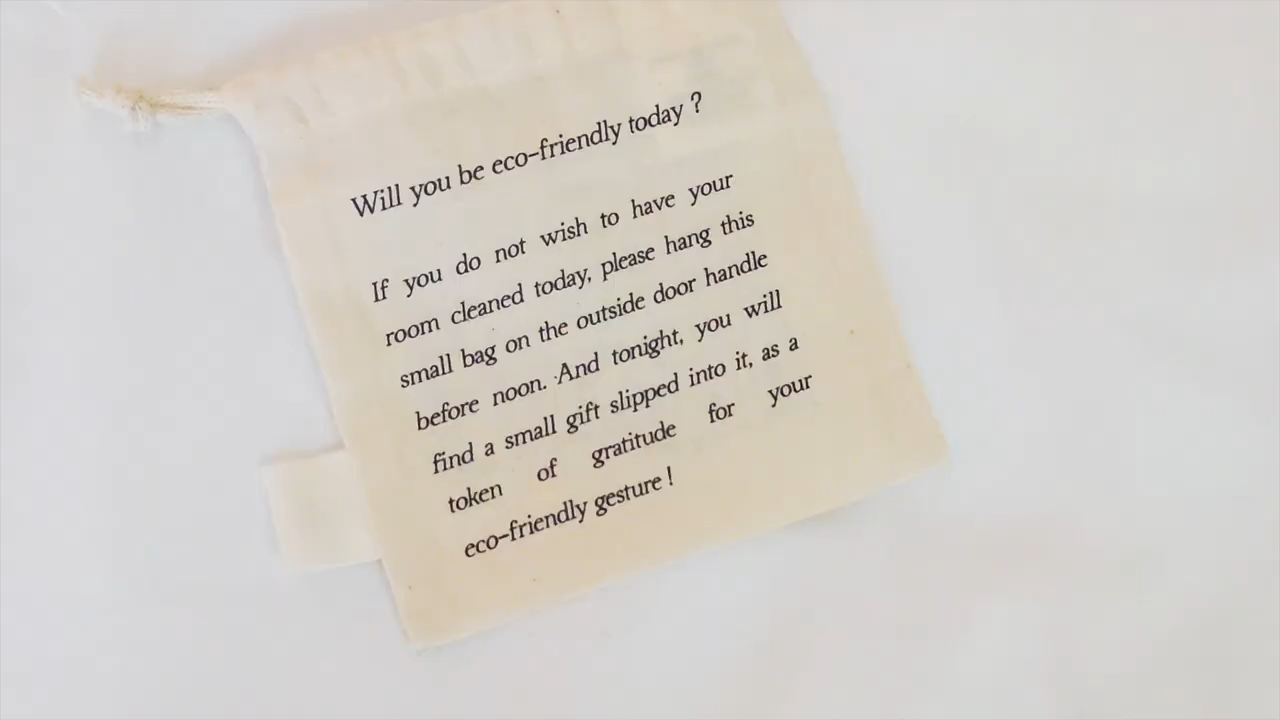 Will you be eco-friendly today ?
If you do not wish to have your
room cleaned today, please hang this
small bag on the outside door handle
before noon. And tonight, you will
find a small gift slipped into it, as a
token of gratitude for your
eco-friendly gesture !